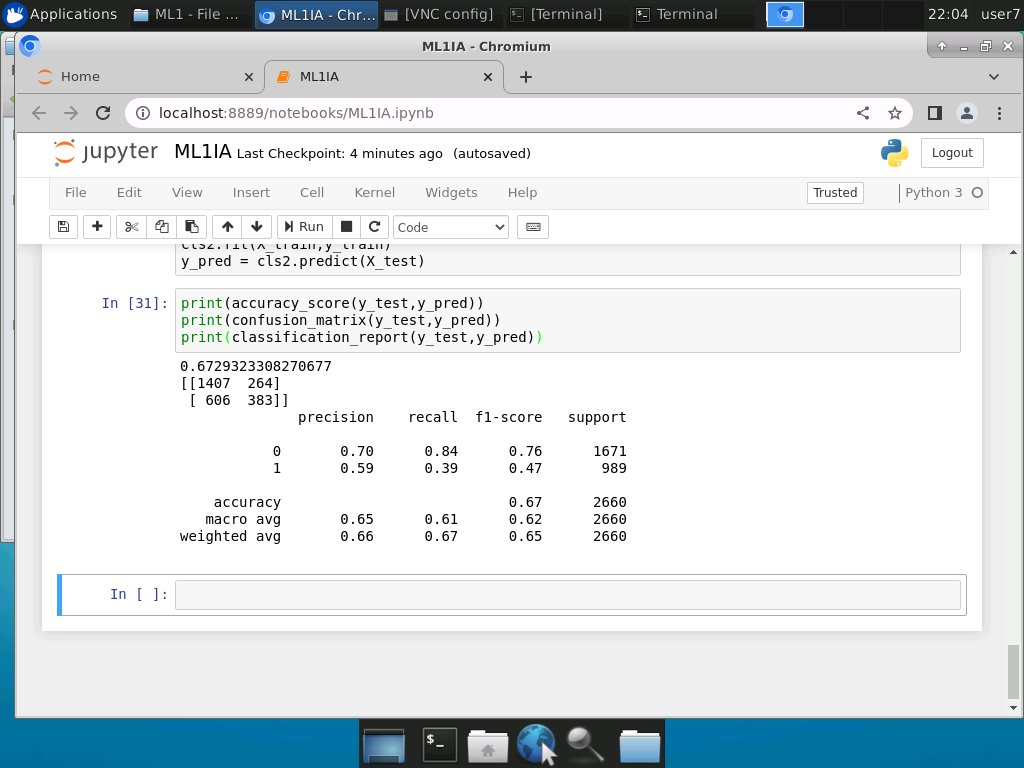 Applications ML1 - File ... ML1IA - Chr... [VNC config] [Terminal] Terminal 22:04 user7
ML1IA - Chromium
Home ML1IA
localhost:8889/notebooks/ML1IA.ipynb
jupyter ML1IA Last Checkpoint: 4 minutes ago (autosaved) Logout
File Edit View Insert Cell Kernel Widgets Help Trusted Python 3
Run Code
cls2.fit(X_train,y_train)
y_pred = cls2.predict(X_test)
In [31]: print(accuracy_score(y_test,y_pred))
print(confusion_matrix(y_test,y_pred))
print(classification_report(y_test,y_pred))
0.6729323308270677
[[1407  264]
 [ 606  383]]
precision recall f1-score support
0 0.70 0.84 0.76 1671
1 0.59 0.39 0.47 989
accuracy 0.67 2660
macro avg 0.65 0.61 0.62 2660
weighted avg 0.66 0.67 0.65 2660
In [ ]: